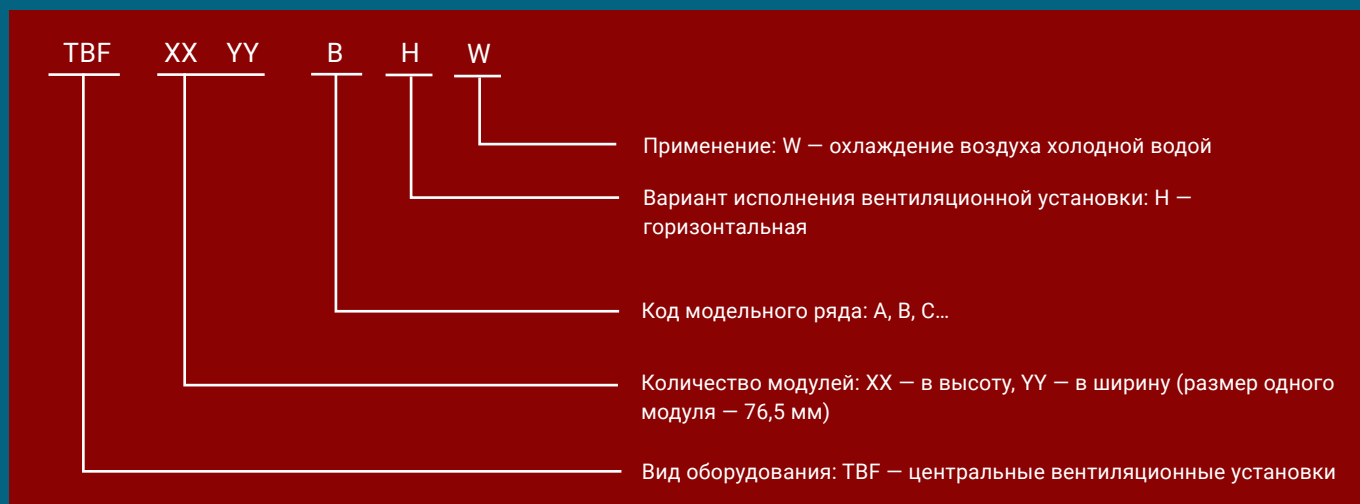 TBF XX YY B H W
Применение: W — охлаждение воздуха холодной водой
Вариант исполнения вентиляционной установки: H —
горизонтальная
Код модельного ряда: A, B, C…
Количество модулей: XX — в высоту, YY — в ширину (размер одного
модуля — 76,5 мм)
Вид оборудования: TBF — центральные вентиляционные установки